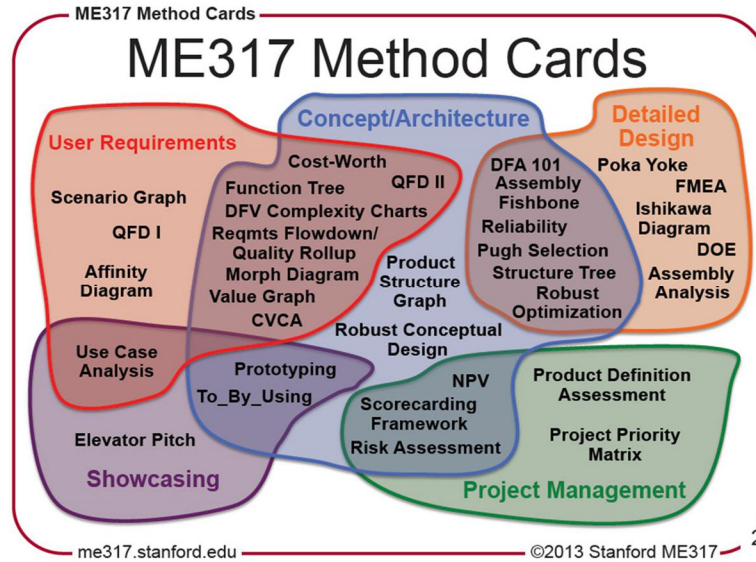 ME317 Method Cards
ME317 Method Cards
User Requirements
Scenario Graph
QFD I
Affinity
Diagram
Use Case
Analysis
Concept/Architecture
Cost-Worth
QFD II
Function Tree
DFV Complexity Charts
Reqmts Flowdown/
Quality Rollup
Morph Diagram
Value Graph
CVCA
Product
Structure
Graph
Robust Conceptual
Design
Detailed
Design
DFA 101
Assembly
Fishbone
Reliability
Pugh Selection
Structure Tree
Robust
Optimization
Poka Yoke
FMEA
Ishikawa
Diagram
DOE
Assembly
Analysis
Prototyping
To_By_Using
Elevator Pitch
Showcasing
NPV
Scorecarding
Framework
Risk Assessment
Product Definition
Assessment
Project Priority
Matrix
Project Management
me317.stanford.edu
©2013 Stanford ME317
2